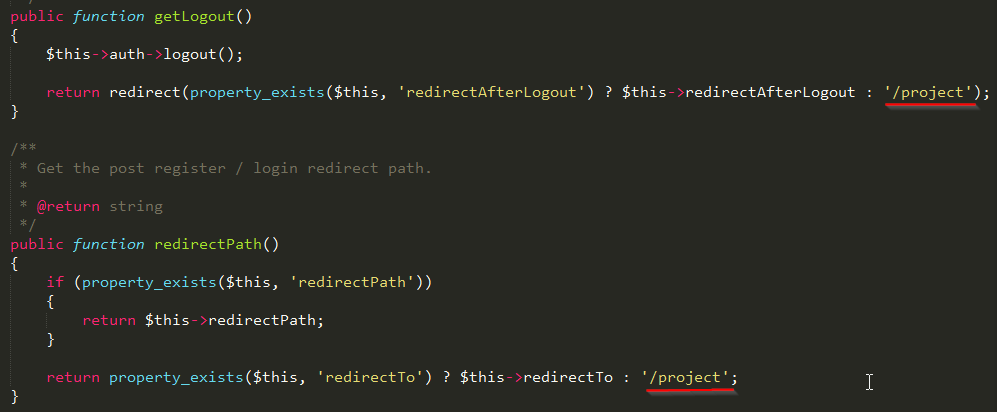 */
public function getLogout()
{
    $this->auth->logout();

    return redirect(property_exists($this, 'redirectAfterLogout') ? $this->redirectAfterLogout : '/project');
}

/**
 * Get the post register / login redirect path.
 *
 * @return string
 */
public function redirectPath()
{
    if (property_exists($this, 'redirectPath'))
    {
        return $this->redirectPath;
    }

    return property_exists($this, 'redirectTo') ? $this->redirectTo : '/project';
}